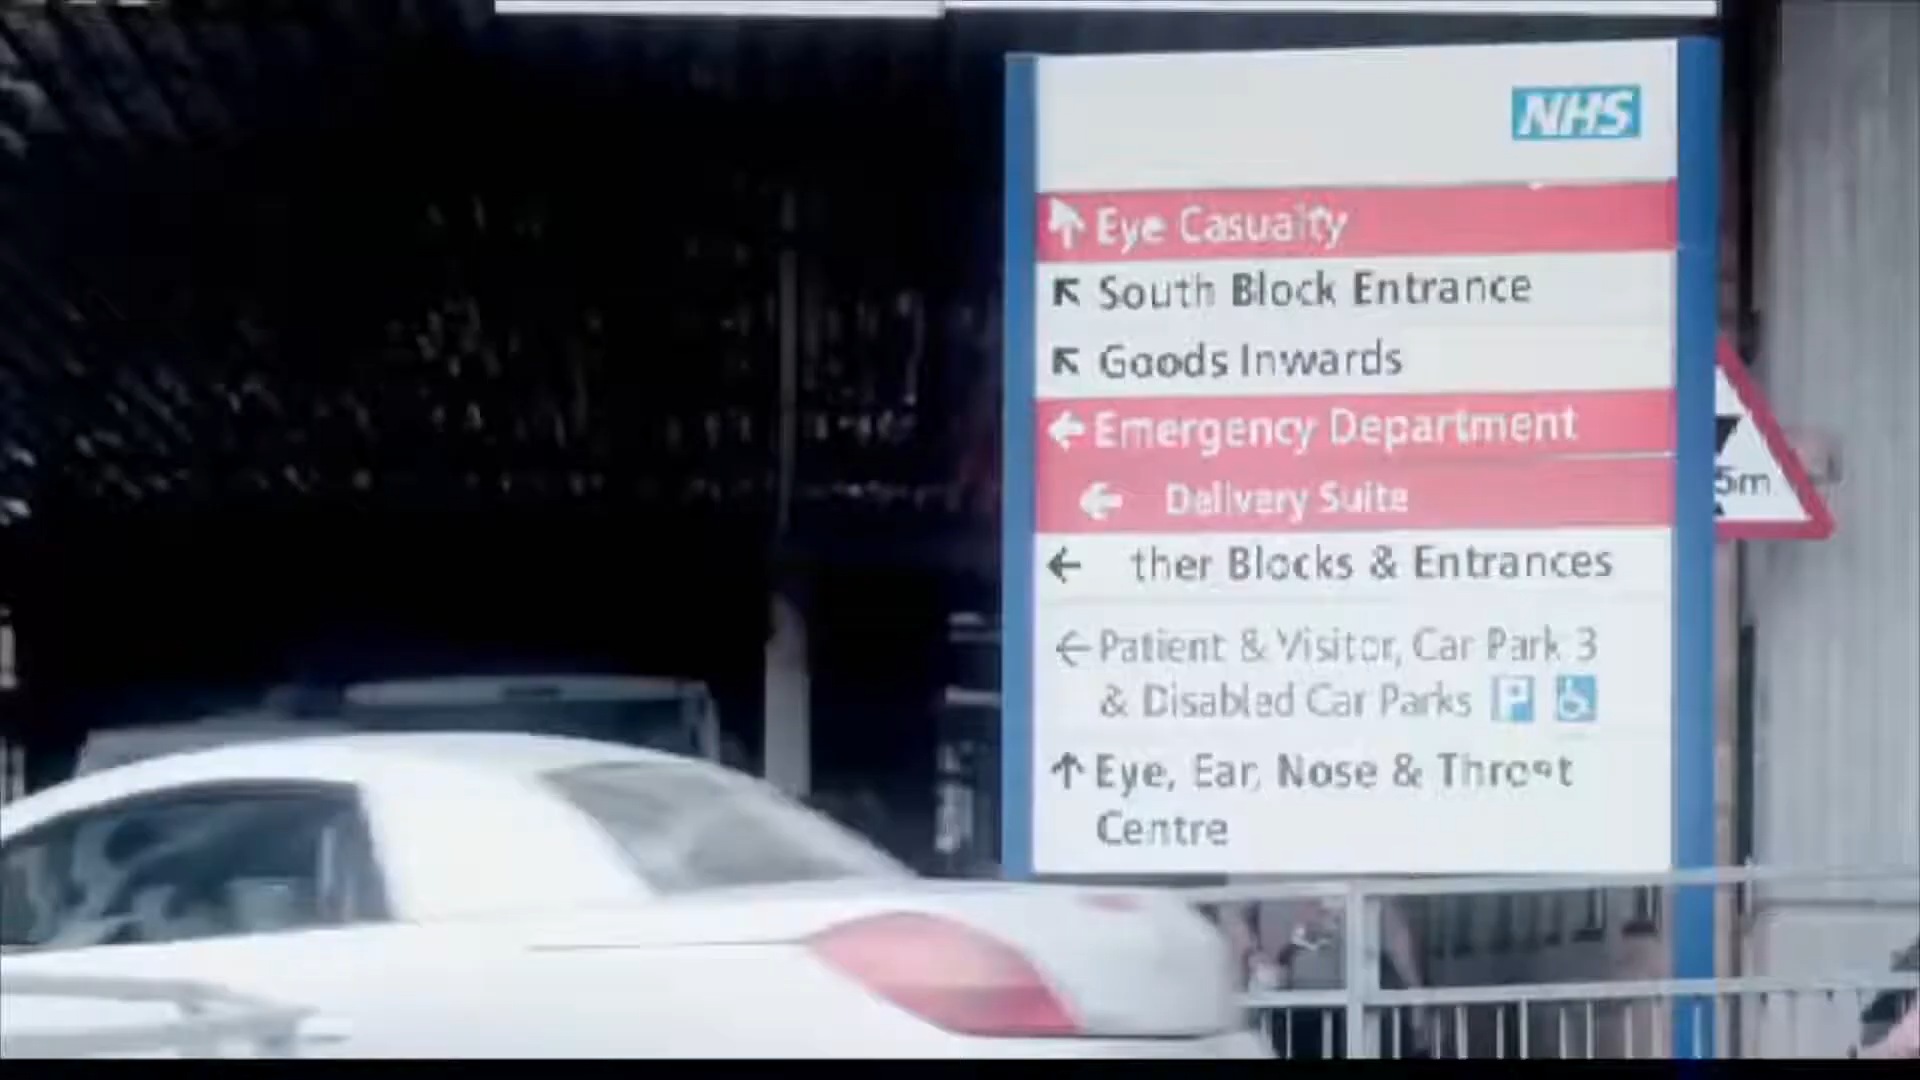 NHS
Eye Casualty
South Block Entrance
Goods Inwards
Emergency Department
Delivery Suite
ther Blocks & Entrances
Patient & Visitor, Car Park 3
& Disabled Car Parks P
Eye, Ear, Nose & Throat
Centre
5m